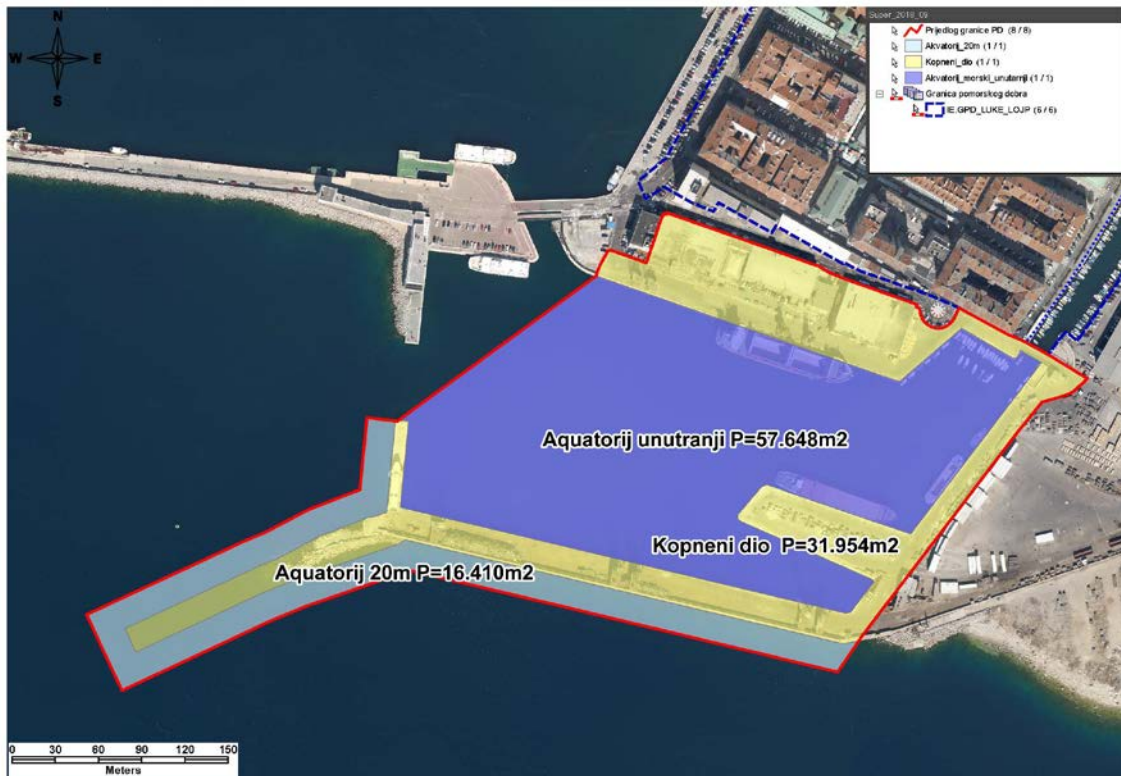 N
W E
S
Super_2018_09
Prijedlog granice PD (8 / 8)
Akvatorij_20m (1 / 1)
Kopneni_dio (1 / 1)
Akvatorij_morski_unutarnji (1 / 1)
Granica pomorskog dobra
IE.GPD_LUKE_LOJP (6 / 6)
Aquatorij unutranji P=57.648m2
Kopneni dio P=31.954m2
Aquatorij 20m P=16.410m2
0 30 60 90 120 150
Meters